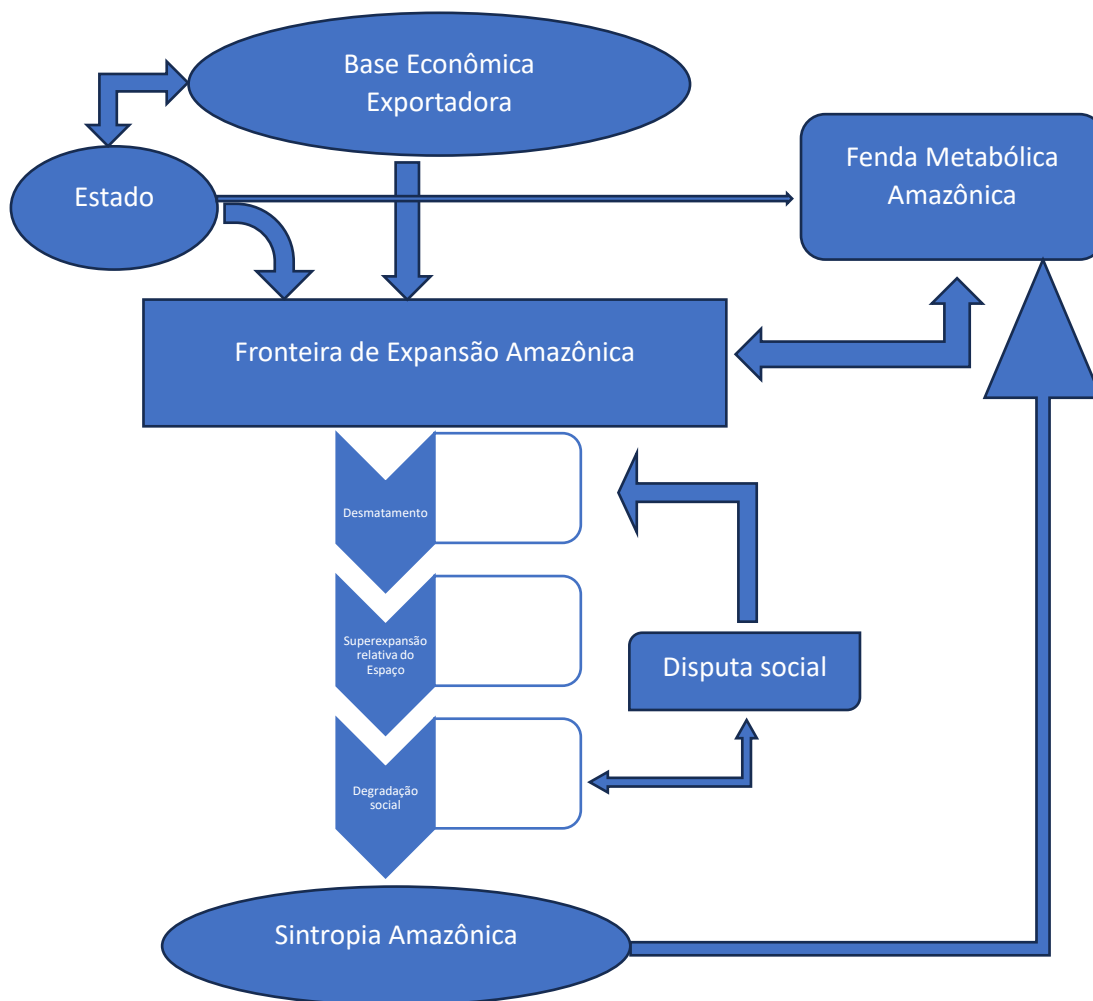 Base Econômica
Exportadora
Estado
Fenda Metabólica
Amazônica
Fronteira de Expansão Amazônica
Desmatamento
Superexpansão
relativa do
Espaço
Disputa social
Degradação
social
Sintropia Amazônica